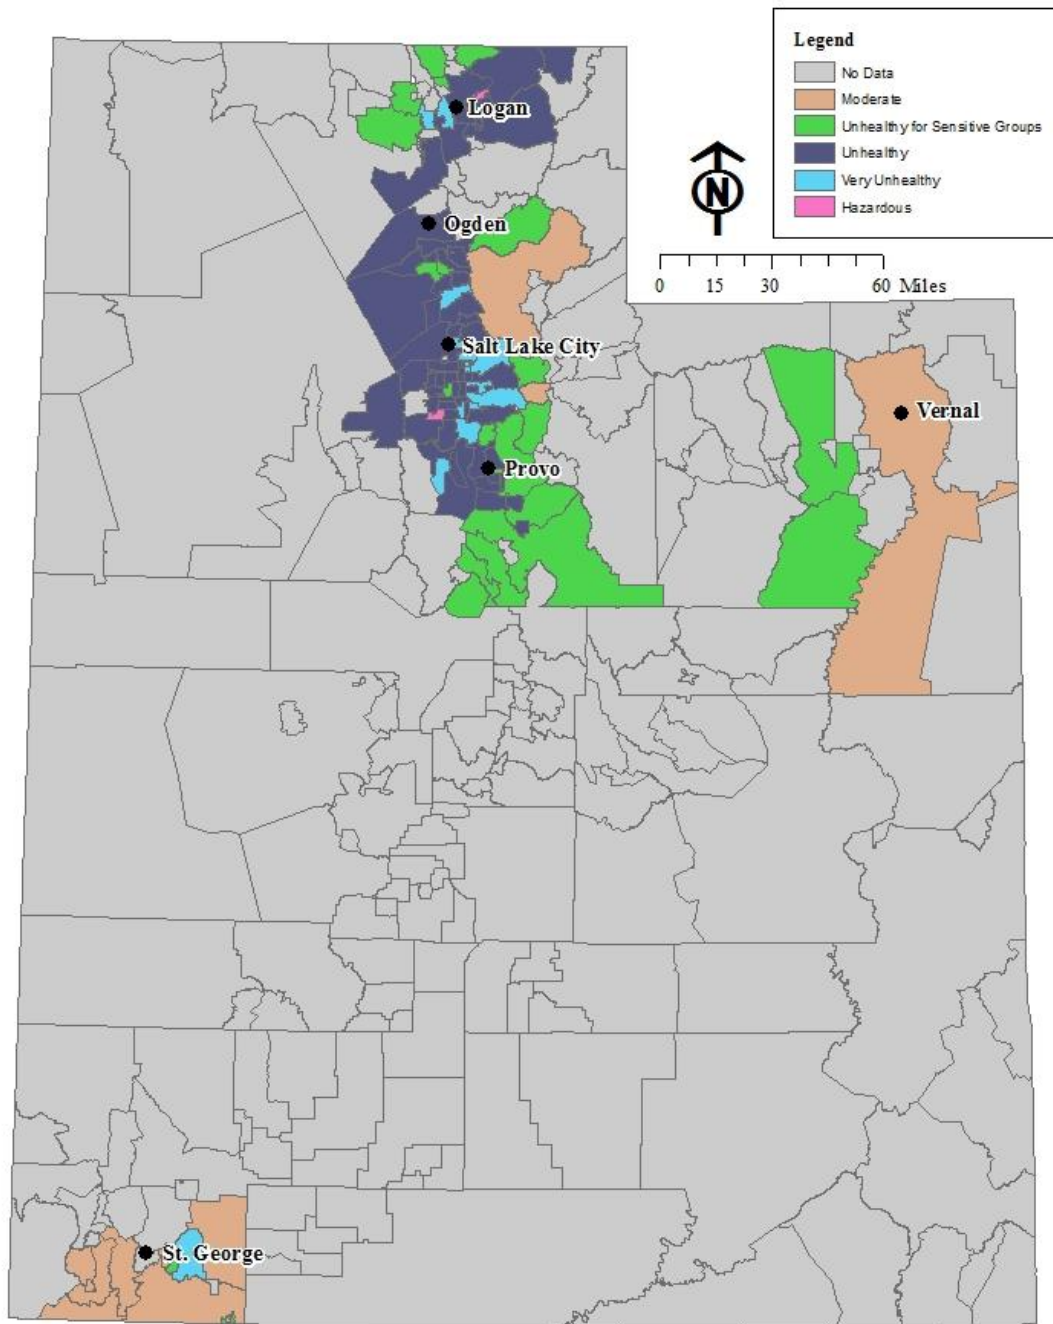 Legend
No Data
Moderate
Unhealthy for Sensitive Groups
Unhealthy
Very Unhealthy
Hazardous
N
0 15 30 60 Miles
Logan
Ogden
Salt Lake City
Vernal
Provo
St. George